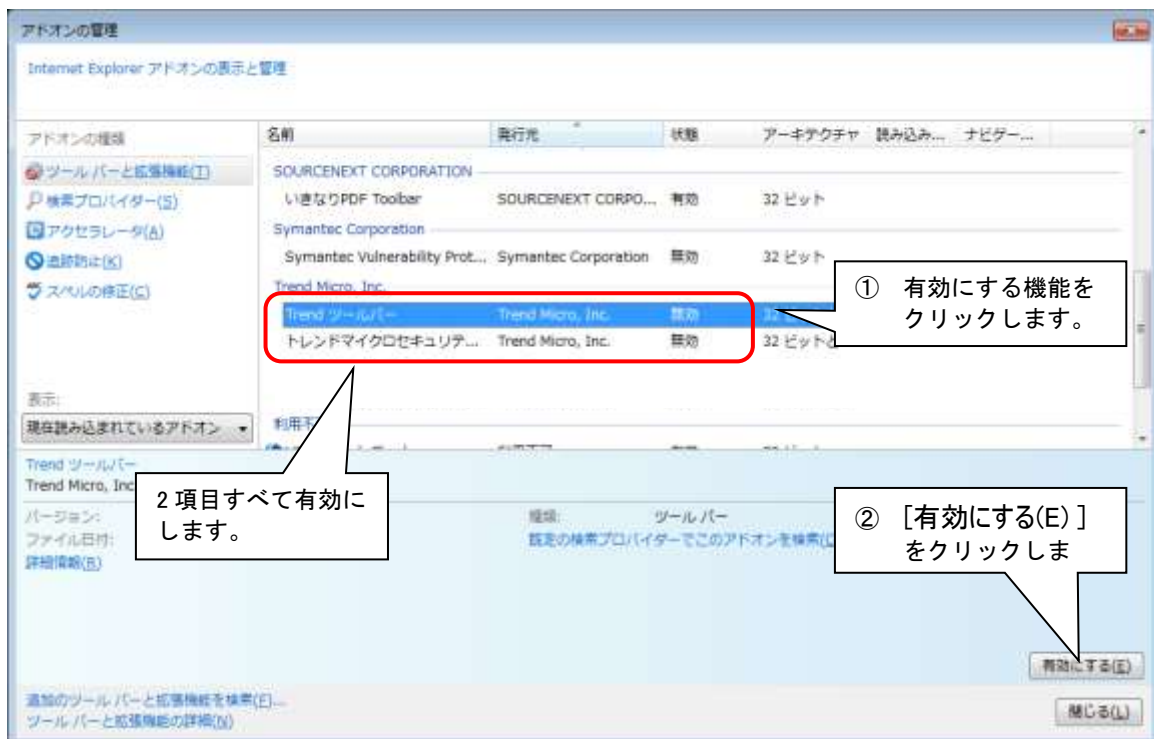 アドオンの管理
Internet Explorer アドオンの表示と管理
アドオンの種類
名前 発行元 状態 アーキテクチャ 読み込み... ナビゲー...
ツール バーと拡張機能(T)
検索プロバイダー(S)
アクセラレータ(A)
追跡防止(K)
スペルの修正(C)
SOURCENEXT CORPORATION
いきなりPDF Toolbar SOURCENEXT CORPO... 有効 32 ビット
Symantec Corporation
Symantec Vulnerability Prot... Symantec Corporation 無効 32 ビット
Trend Micro, Inc.
Trend ツールバー Trend Micro, Inc. 無効 32
トレンドマイクロセキュリテ... Trend Micro, Inc. 無効 32 ビットと
① 有効にする機能を
クリックします。
表示:
現在読み込まれているアドオン
利用不
Trend ツールバー
Trend Micro, Inc
2項目すべて有効に
します。
バージョン:
ファイル日付:
詳細情報(R)
種類: ツール バー
既定の検索プロバイダーでこのアドオンを検索(
② [有効にする(E)]
をクリックしま
有効にする(E)
追加のツール バーと拡張機能を検索(F)...
ツール バーと拡張機能の詳細(N)
閉じる(L)